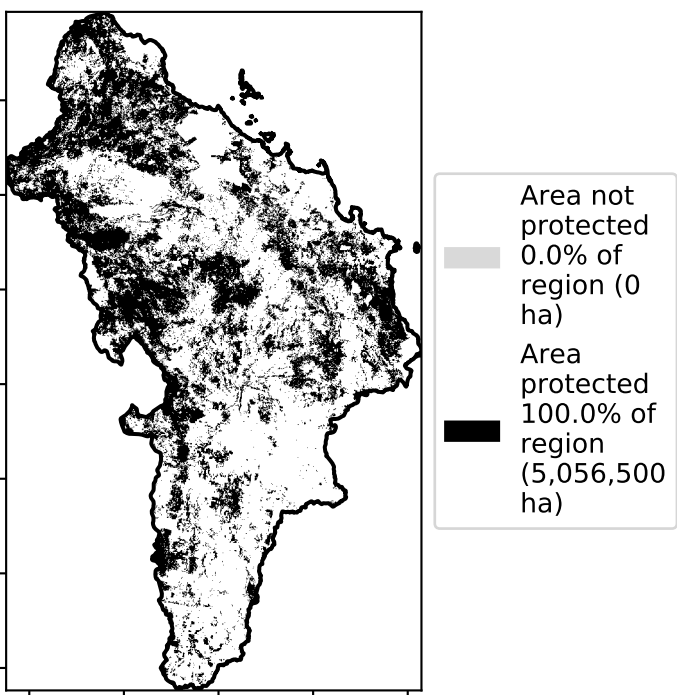 Area not
protected
0.0% of
region (0
ha)
Area
protected
100.0% of
region
(5,056,500
ha)